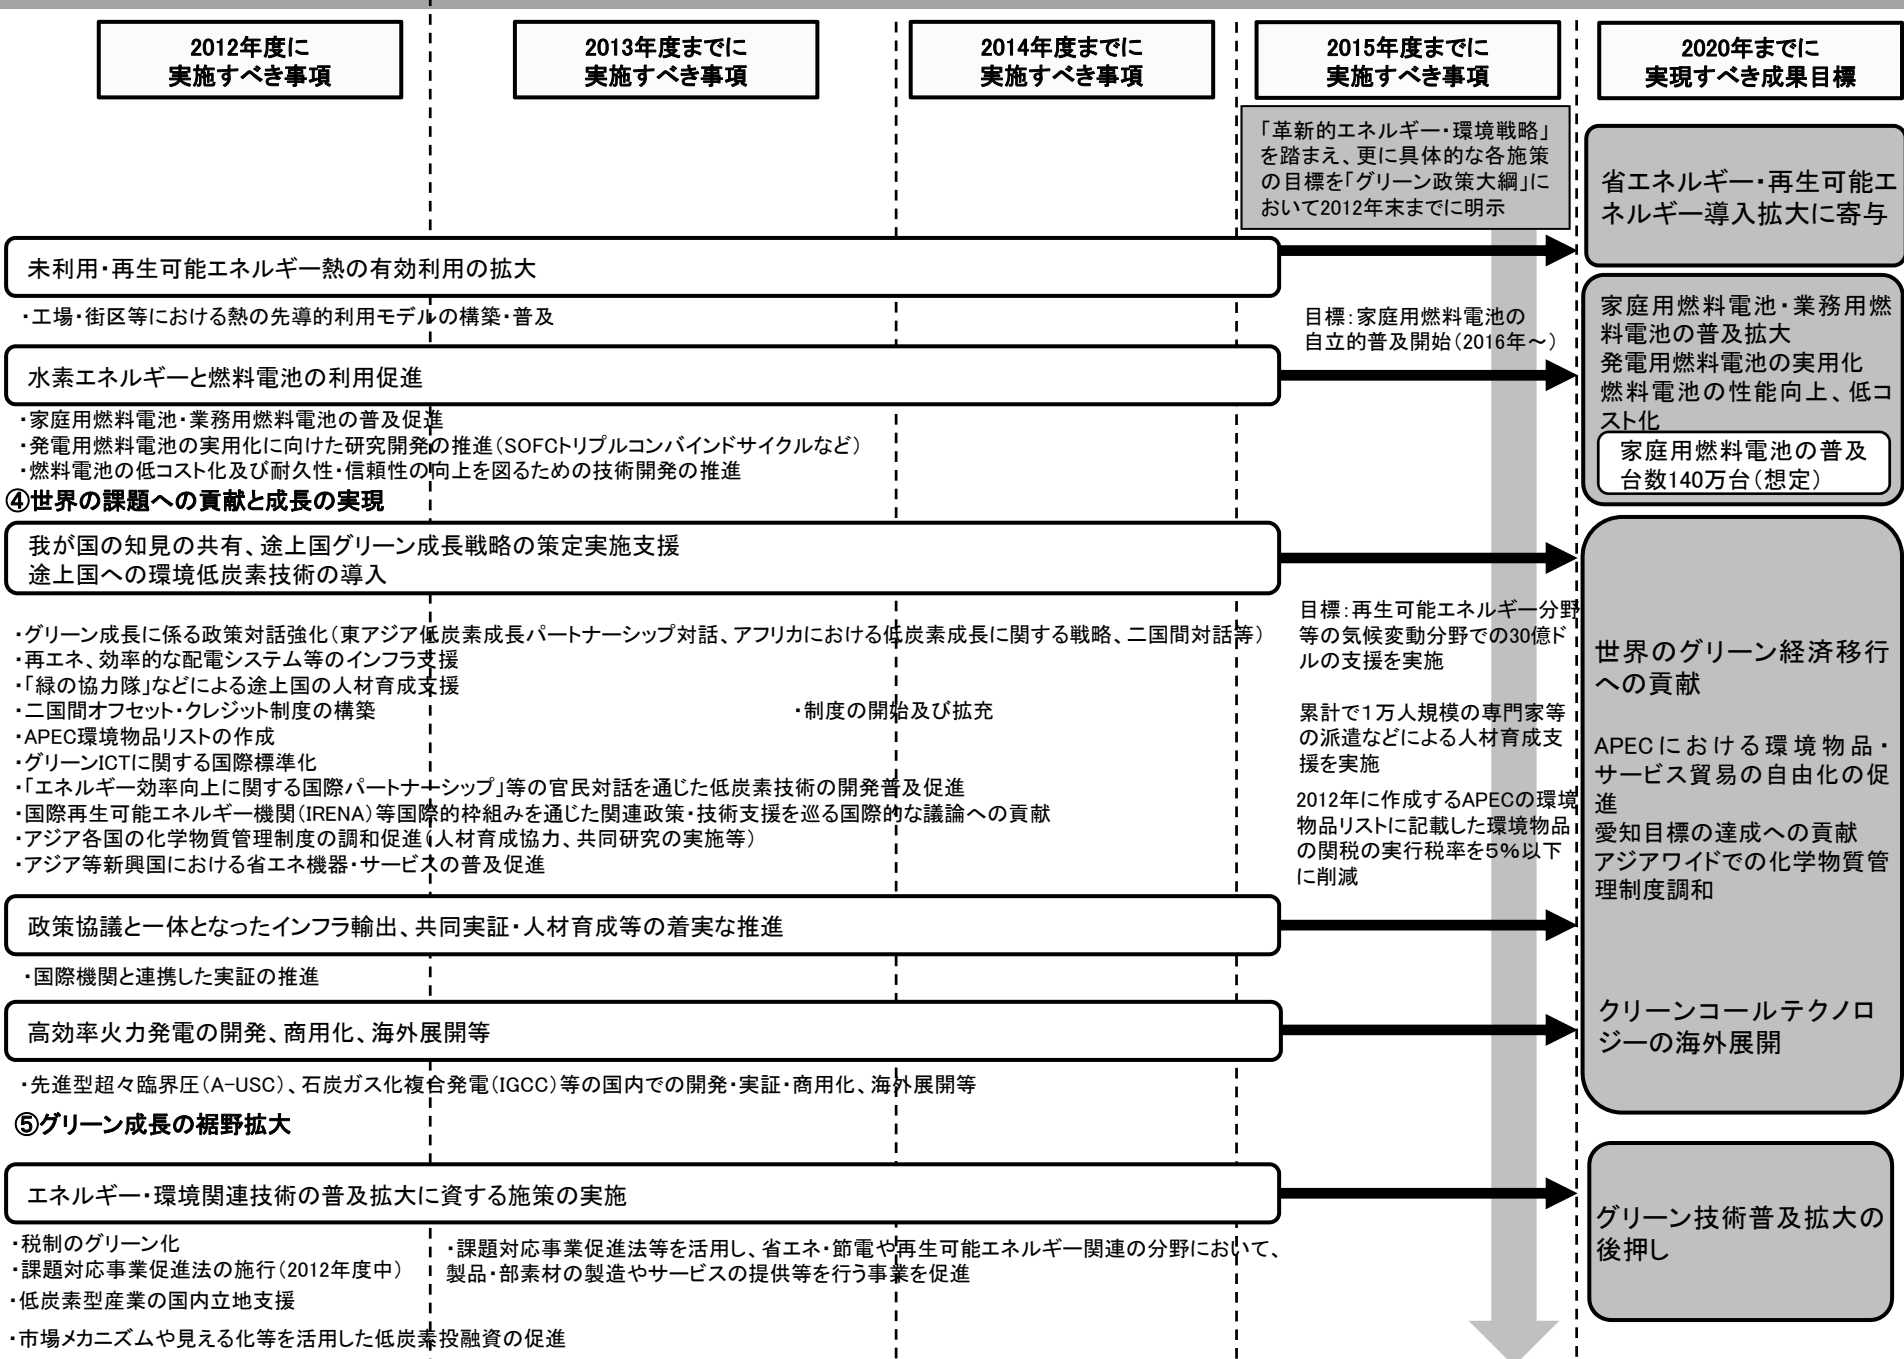 2012年度に
実施すべき事項
2013年度までに
実施すべき事項
2014年度までに
実施すべき事項
2015年度までに
実施すべき事項
2020年までに
実現すべき成果目標
「革新的エネルギー・環境戦略」
を踏まえ、更に具体的な各施策
の目標を「グリーン政策大綱」に
おいて2012年末までに明示
省エネルギー・再生可能エ
ネルギー導入拡大に寄与
未利用・再生可能エネルギー熱の有効利用の拡大
・工場・街区等における熱の先導的利用モデルの構築・普及
目標：家庭用燃料電池の
自立的普及開始（2016年～）
水素エネルギーと燃料電池の利用促進
・家庭用燃料電池・業務用燃料電池の普及促進
・発電用燃料電池の実用化に向けた研究開発の推進（SOFCトリプルコンバインドサイクルなど）
・燃料電池の低コスト化及び耐久性・信頼性の向上を図るための技術開発の推進
家庭用燃料電池・業務用燃
料電池の普及拡大
発電用燃料電池の実用化
燃料電池の性能向上、低コ
スト化
家庭用燃料電池の普及
台数140万台（想定）
④世界の課題への貢献と成長の実現
我が国の知見の共有、途上国グリーン成長戦略の策定実施支援
途上国への環境低炭素技術の導入
・グリーン成長に係る政策対話強化（東アジア低炭素成長パートナーシップ対話、アフリカにおける低炭素成長に関する戦略、二国間対話等）
・再エネ、効率的な配電システム等のインフラ支援
・「緑の協力隊」などによる途上国の人材育成支援
・二国間オフセット・クレジット制度の構築
・制度の開始及び拡充
・APEC環境物品リストの作成
・グリーンICTに関する国際標準化
・「エネルギー効率向上に関する国際パートナーシップ」等の官民対話を通じた低炭素技術の開発普及促進
・国際再生可能エネルギー機関（IRENA）等国際的枠組みを通じた関連政策・技術支援を巡る国際的な議論への貢献
・アジア各国の化学物質管理制度の調和促進（人材育成協力、共同研究の実施等）
・アジア等新興国における省エネ機器・サービスの普及促進
目標：再生可能エネルギー分野
等の気候変動分野での30億ド
ルの支援を実施
累計で１万人規模の専門家等
の派遣などによる人材育成支
援を実施
2012年に作成するAPECの環境
物品リストに記載した環境物品
の関税の実行税率を５％以下
に削減
世界のグリーン経済移行
への貢献
APECにおける環境物品・
サービス貿易の自由化の促
進
愛知目標の達成への貢献
アジアワイドでの化学物質管
理制度調和
政策協議と一体となったインフラ輸出、共同実証・人材育成等の着実な推進
・国際機関と連携した実証の推進
高効率火力発電の開発、商用化、海外展開等
クリーンコールテクノロ
ジーの海外展開
・先進型超々臨界圧（A-USC）、石炭ガス化複合発電（IGCC）等の国内での開発・実証・商用化、海外展開等
⑤グリーン成長の裾野拡大
エネルギー・環境関連技術の普及拡大に資する施策の実施
・税制のグリーン化
・課題対応事業促進法の施行（2012年度中）
・低炭素型産業の国内立地支援
・市場メカニズムや見える化等を活用した低炭素投融資の促進
・課題対応事業促進法等を活用し、省エネ・節電や再生可能エネルギー関連の分野において、
製品・部素材の製造やサービスの提供等を行う事業を促進
グリーン技術普及拡大の
後押し